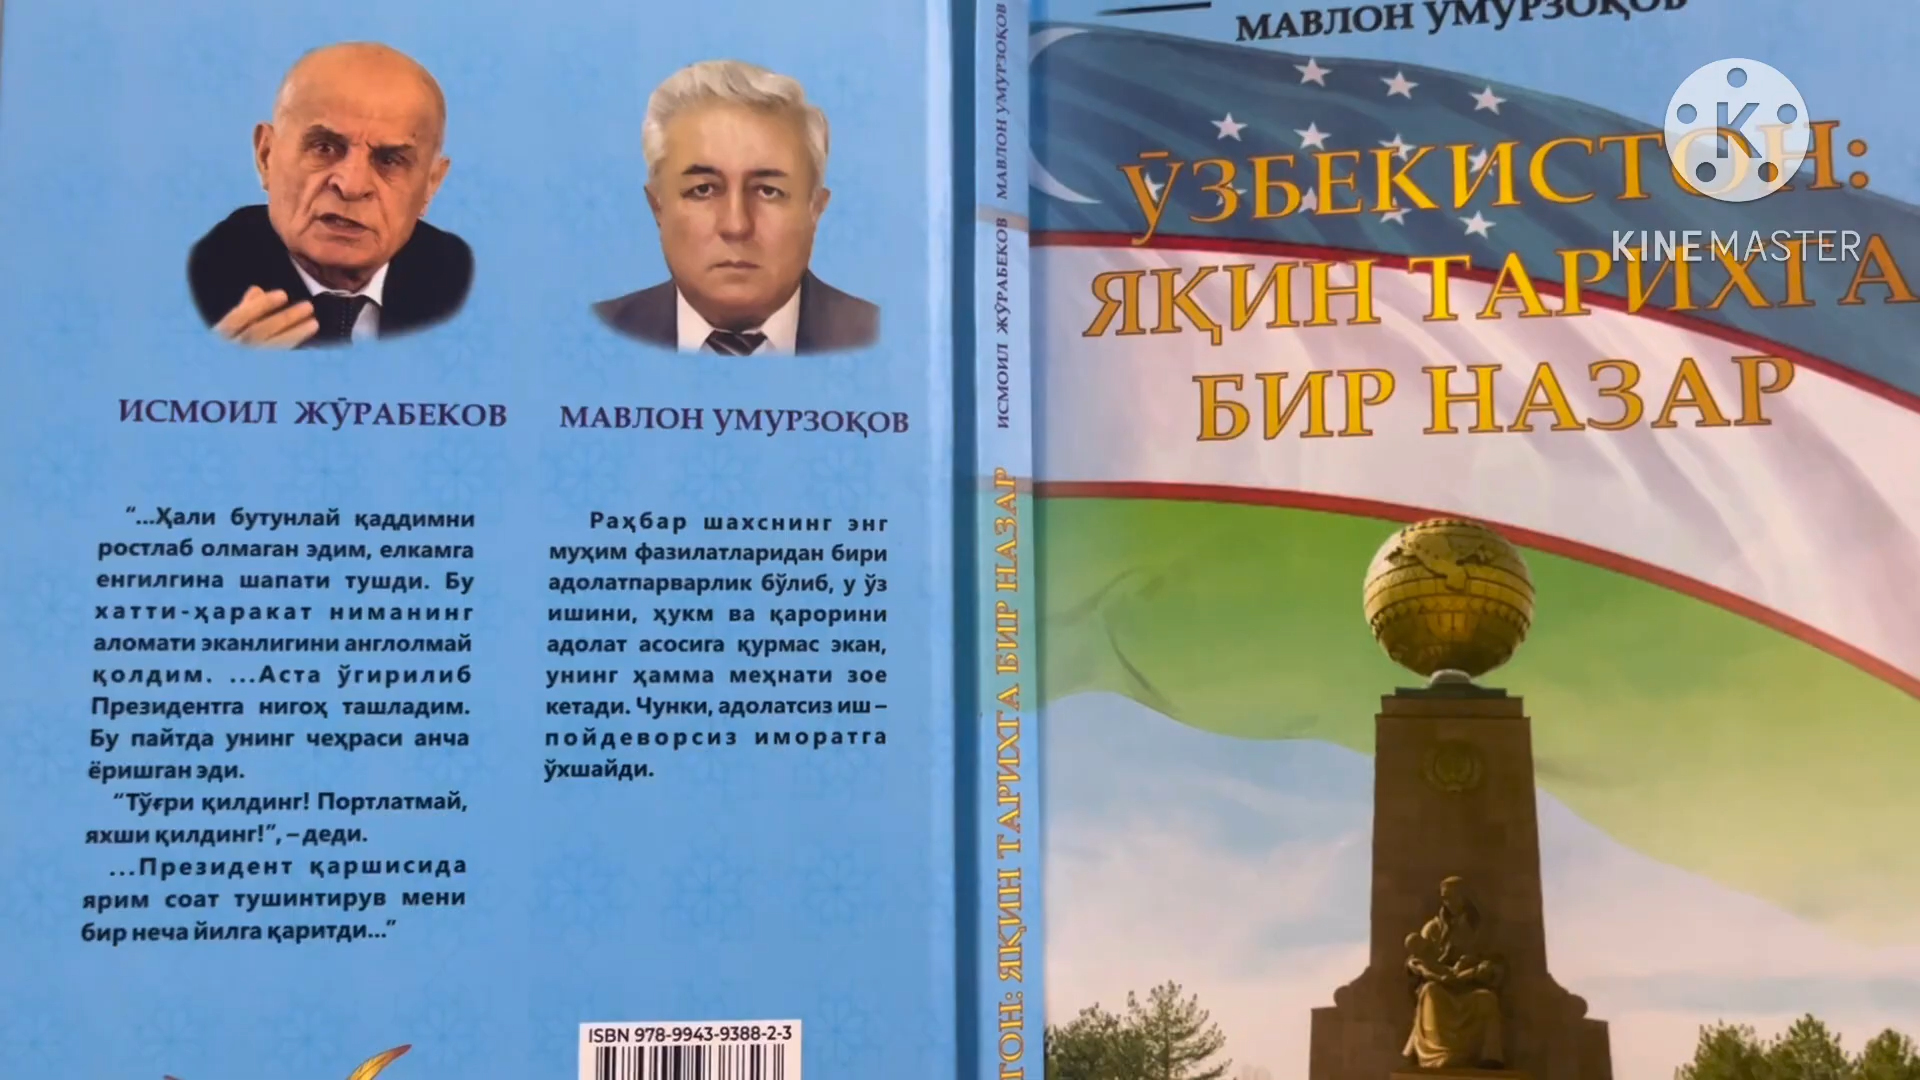 ИСМОИЛ ЖЎРАБЕКОВ
“...Ҳали бутунлай қаддимни
ростлаб олмаган эдим, елкамга
енгилгина шапати тушди. Бу
хатти-ҳаракат ниманинг
аломати эканлигини англолмай
қолдим. ...Аста ўгирилиб
Президентга нигоҳ ташладим.
Бу пайтда унинг чеҳраси анча
ёришган эди.
“Тўғри қилдинг! Портлатмай,
яхши қилдинг!”, – деди.
...Президент қаршисида
ярим соат тушинтирув мени
бир неча йилга қаритди...”
МАВЛОН УМУРЗОҚОВ
Раҳбар шахснинг энг
муҳим фазилатларидан бири
адолатпарварлик бўлиб, у ўз
ишини, ҳукм ва қарорини
адолат асосига қурмас экан,
унинг ҳамма меҳнати зое
кетади. Чунки, адолатсиз иш –
пойдеворсиз иморатга
ўхшайди.
ISBN 978-9943-9388-2-3
ИСМОИЛ ЖЎРАБЕКОВ МАВЛОН УМУРЗОҚОВ
ТОН: ЯҚИН ТАРИХГА БИР НАЗАР
МАВЛОН УМУРЗОҚОВ
ЎЗБЕКИСТОН:
ЯҚИН ТАРИХГА
БИР НАЗАР
K
KINEMASTER